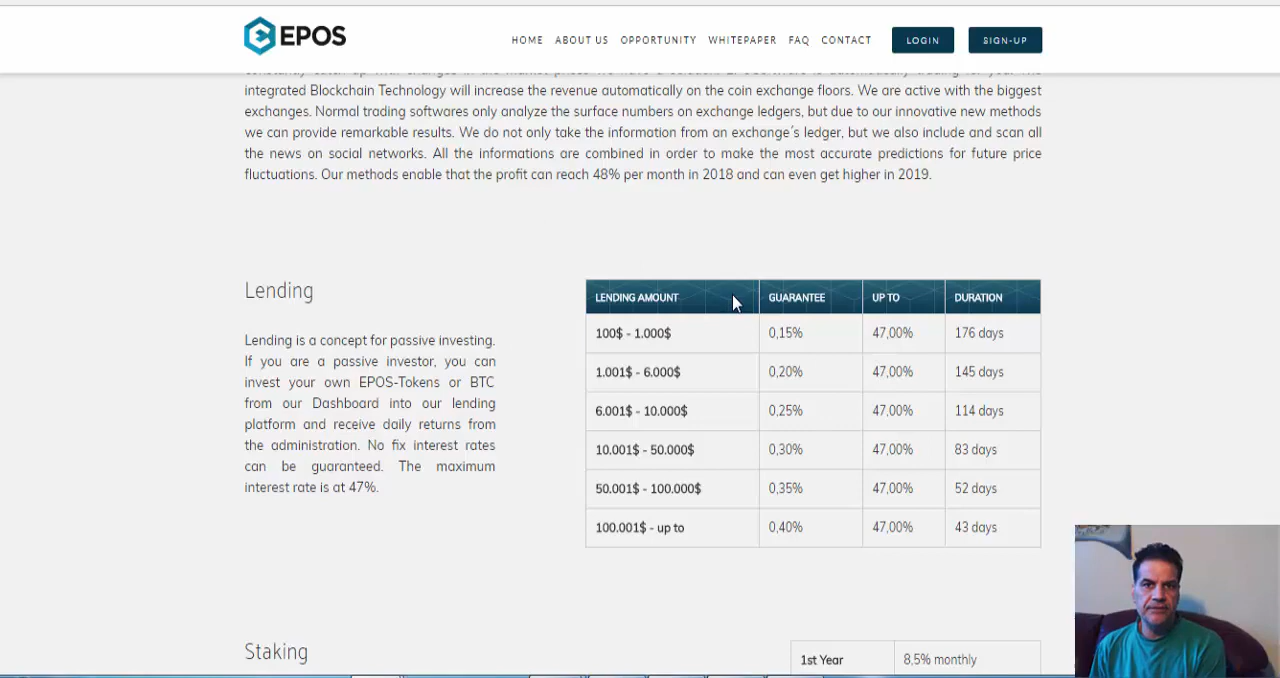 EPOS
HOME ABOUT US OPPORTUNITY WHITEPAPER FAQ CONTACT LOGIN SIGN-UP
integrated Blockchain Technology will increase the revenue automatically on the coin exchange floors. We are active with the biggest
exchanges. Normal trading softwares only analyze the surface numbers on exchange ledgers, but due to our innovative new methods
we can provide remarkable results. We do not only take the information from an exchange´s ledger, but we also include and scan all
the news on social networks. All the informations are combined in order to make the most accurate predictions for future price
fluctuations. Our methods enable that the profit can reach 48% per month in 2018 and can even get higher in 2019.
Lending
Lending is a concept for passive investing.
If you are a passive investor, you can
invest your own EPOS-Tokens or BTC
from our Dashboard into our lending
platform and receive daily returns from
the administration. No fix interest rates
can be guaranteed. The maximum
interest rate is at 47%.
LENDING AMOUNT GUARANTEE UP TO DURATION
100$ - 1.000$ 0,15% 47,00% 176 days
1.001$ - 6.000$ 0,20% 47,00% 145 days
6.001$ - 10.000$ 0,25% 47,00% 114 days
10.001$ - 50.000$ 0,30% 47,00% 83 days
50.001$ - 100.000$ 0,35% 47,00% 52 days
100.001$ - up to 0,40% 47,00% 43 days
Staking
1st Year 8,5% monthly